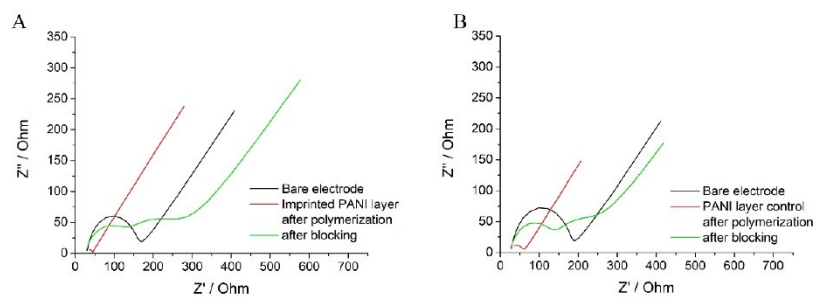 A
350
300
250
200
150
100
50
0
Z'' / Ohm
0 100 200 300 400 500 600 700
Z' / Ohm
Bare electrode
Imprinted PANI layer
after polymerization
after blocking
B
350
300
250
200
150
100
50
0
Z'' / Ohm
0 100 200 300 400 500 600 700
Z' / Ohm
Bare electrode
PANI layer control
after polymerization
after blocking